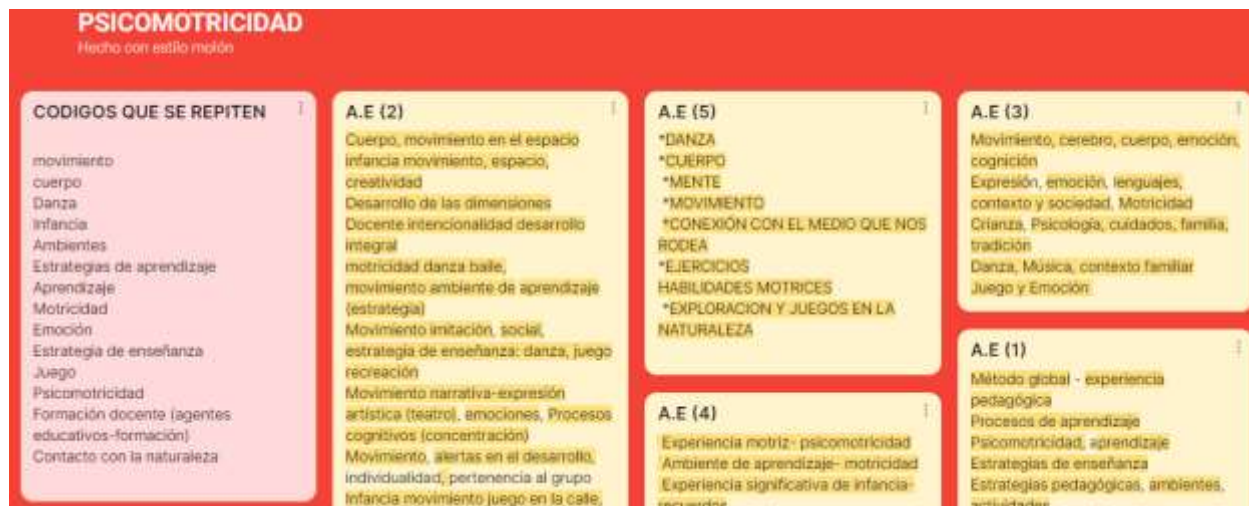 PSICOMOTRICIDAD
Hecho con estilo molón
CODIGOS QUE SE REPITEN
movimiento
cuerpo
Danza
Infancia
Ambientes
Estrategias de aprendizaje
Aprendizaje
Motricidad
Emoción
Estrategia de enseñanza
Juego
Psicomotricidad
Formación docente (agentes
educativos-formación)
Contacto con la naturaleza
A.E (2)
Cuerpo, movimiento en el espacio
infancia movimiento, espacio,
creatividad
Desarrollo de las dimensiones
Docente intencionalidad desarrollo
integral
motricidad danza baile,
movimiento ambiente de aprendizaje
(estrategia)
Movimiento imitación, social,
estrategia de enseñanza: danza, juego
recreación
Movimiento narrativa-expresión
artística (teatro), emociones, Procesos
cognitivos (concentración)
Movimiento, alertas en el desarrollo,
individualidad, pertenencia al grupo
Infancia movimiento juego en la calle,
A.E (5)
*DANZA
*CUERPO
*MENTE
*MOVIMIENTO
*CONEXIÓN CON EL MEDIO QUE NOS
RODEA
*EJERCICIOS
HABILIDADES MOTRICES
*EXPLORACION Y JUEGOS EN LA
NATURALEZA
A.E (4)
Experiencia motriz- psicomotricidad
Ambiente de aprendizaje- motricidad
Experiencia significativa de infancia-
recuerdos
A.E (3)
Movimiento, cerebro, cuerpo, emoción,
cognición
Expresión, emoción, lenguajes,
contexto y sociedad, Motricidad
Crianza, Psicología, cuidados, familia,
tradición
Danza, Música, contexto familiar
Juego y Emoción
A.E (1)
Método global - experiencia
pedagógica
Procesos de aprendizaje
Psicomotricidad, aprendizaje
Estrategias de enseñanza
Estrategias pedagógicas, ambientes,
actividades